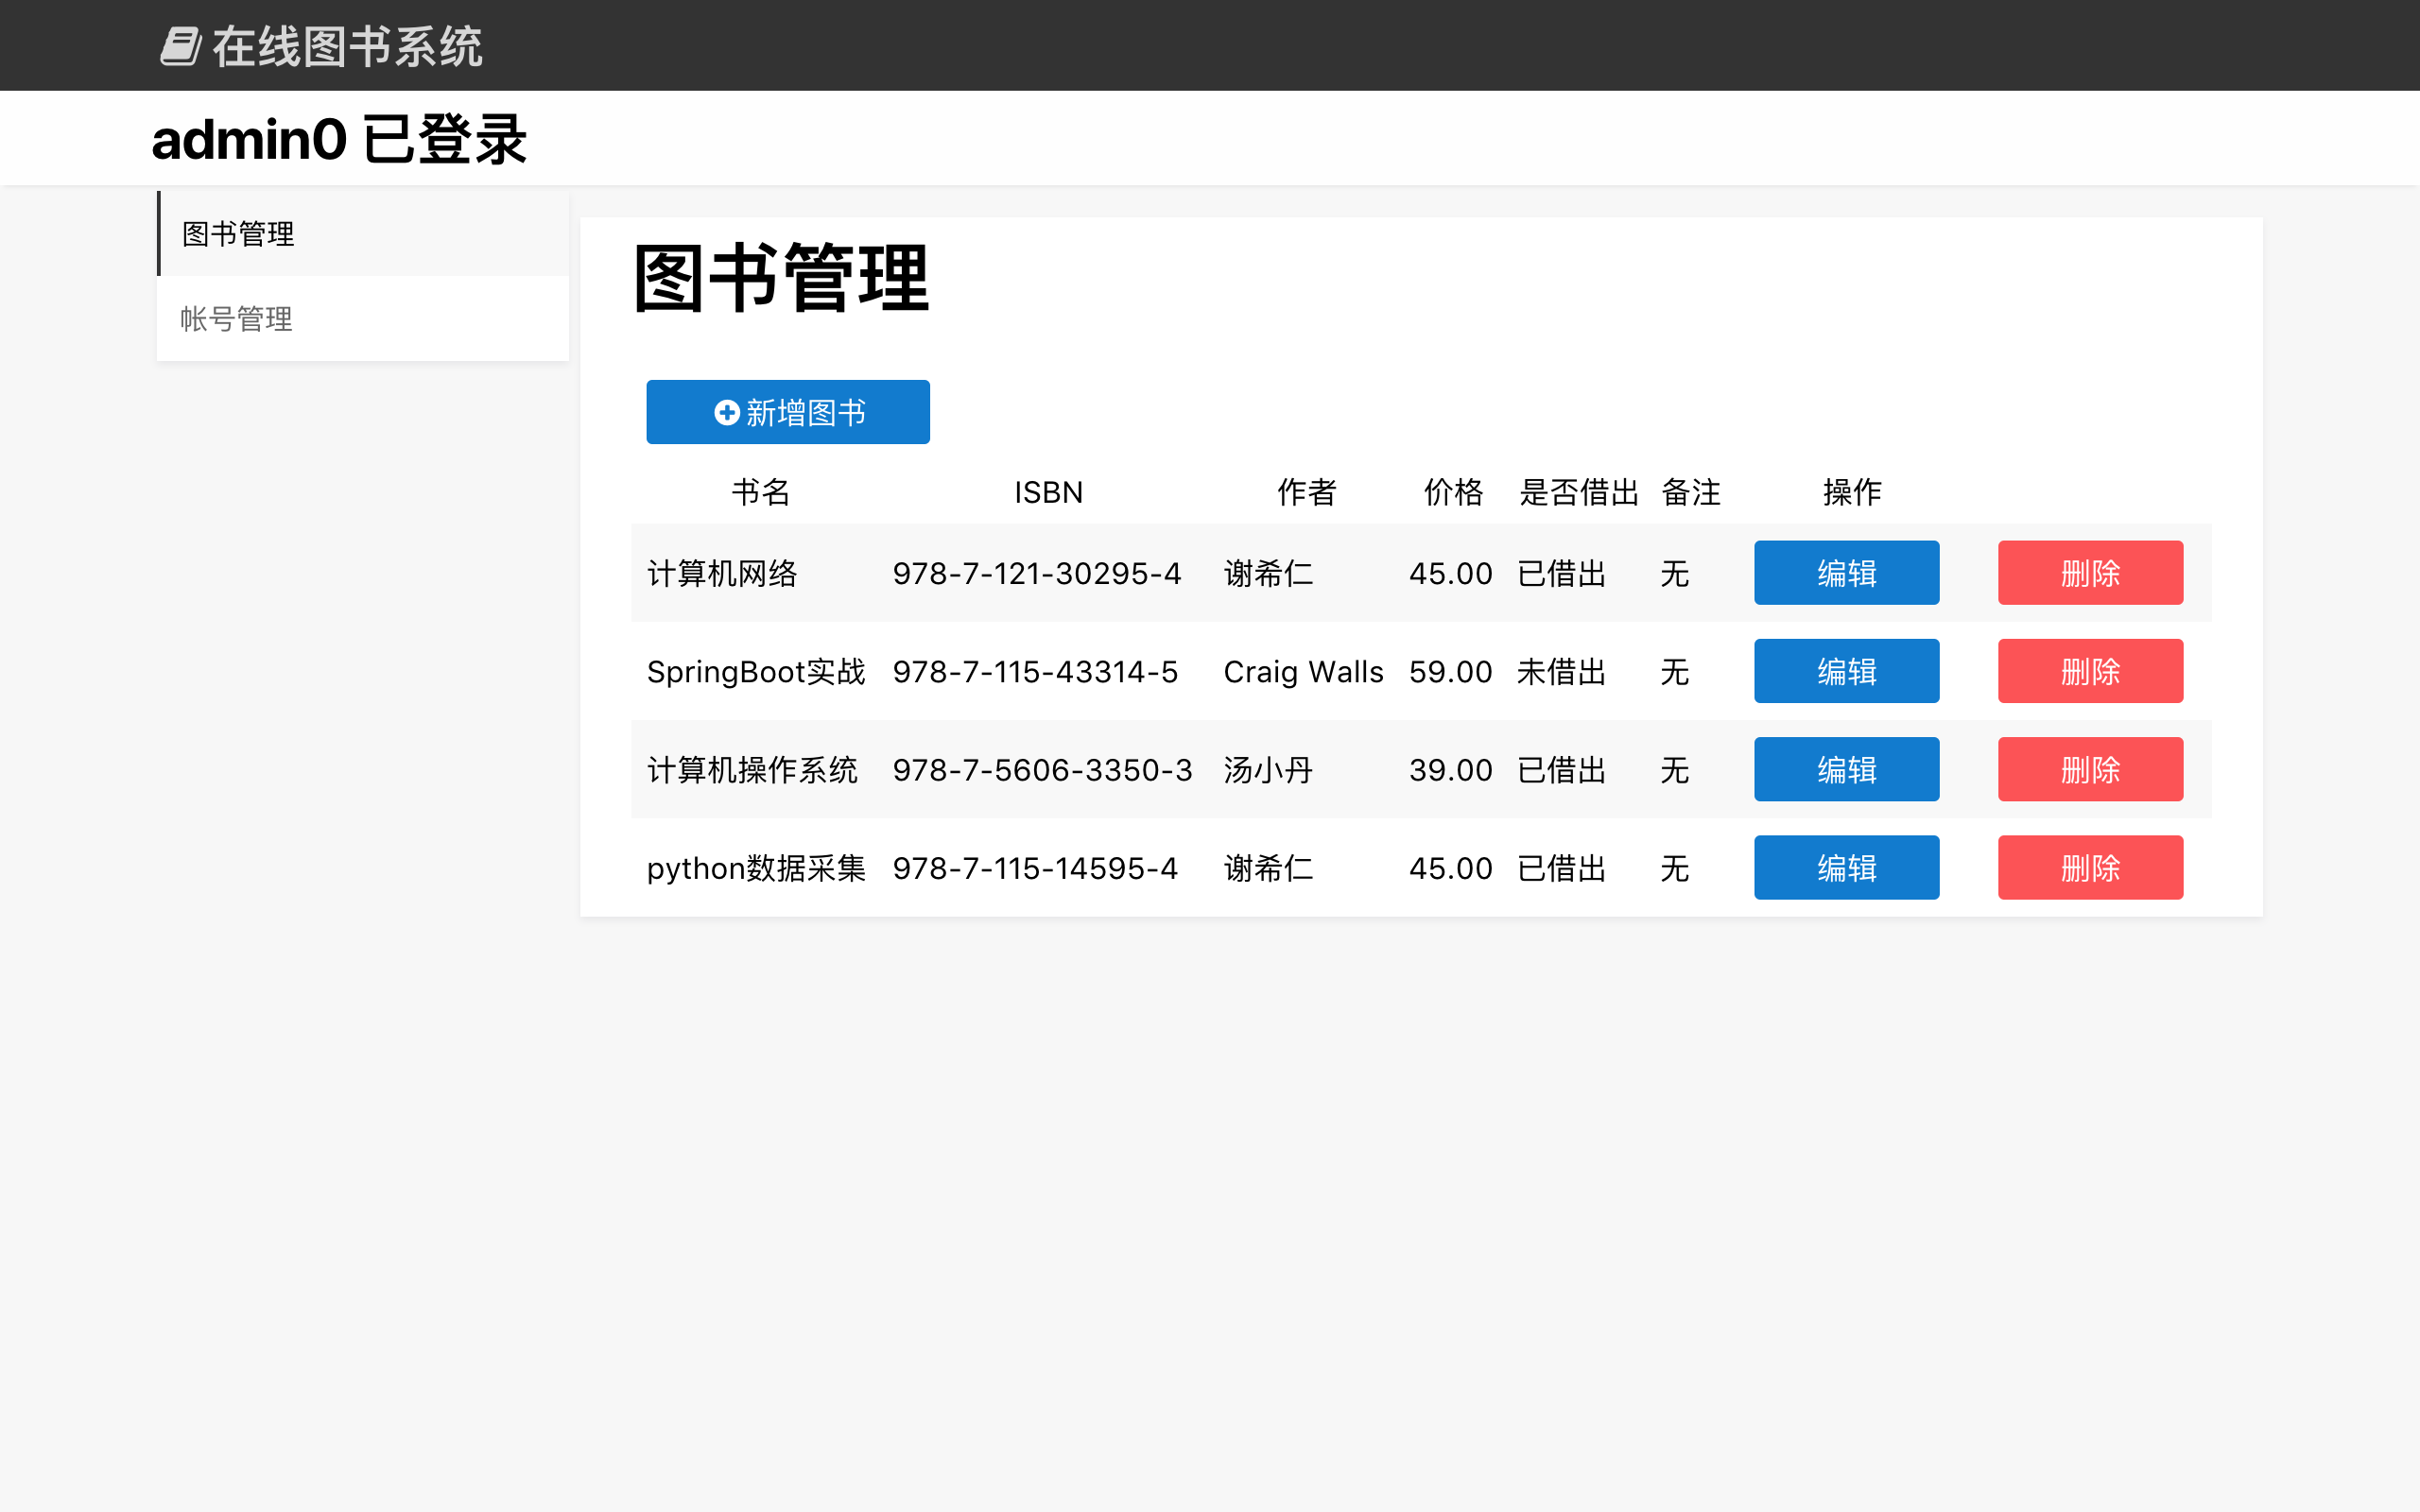 在线图书系统
admin0 已登录
图书管理
帐号管理
图书管理
新增图书
书名 ISBN 作者 价格 是否借出 备注 操作
计算机网络 978-7-121-30295-4 谢希仁 45.00 已借出 无 编辑 删除
SpringBoot实战 978-7-115-43314-5 Craig Walls 59.00 未借出 无 编辑 删除
计算机操作系统 978-7-5606-3350-3 汤小丹 39.00 已借出 无 编辑 删除
python数据采集 978-7-115-14595-4 谢希仁 45.00 已借出 无 编辑 删除